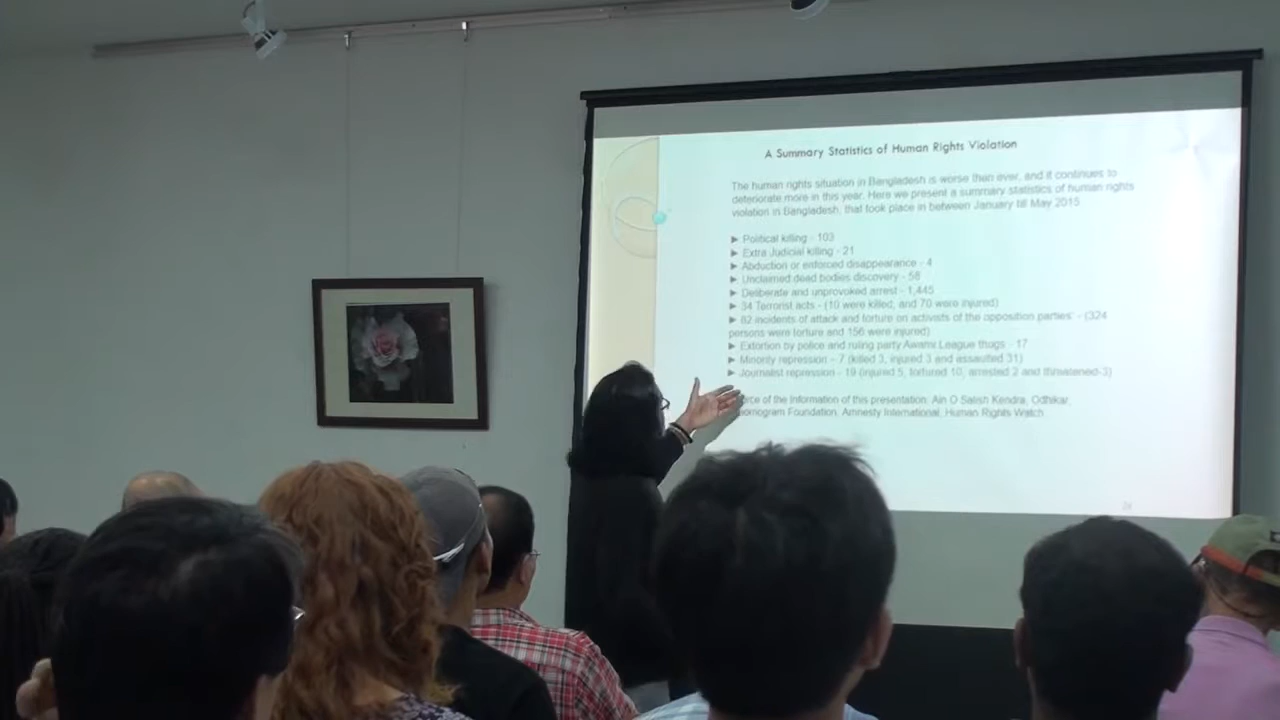 A Summary Statistics of Human Rights Violation
The human rights situation in Bangladesh is worse then ever, and it continues to
deteriorate more in this year. Here we present a summary statistics of human rights
violation in Bangladesh, that took place in between January till May 2015
► Political killing - 103
► Extra Judicial killing - 21
► Abduction or enforced disappearance - 4
► Unclaimed dead bodies discovery - 58
► Deliberate and unprovoked arrest - 1,445
► 34 Terrorist acts - (10 were killed, and 70 were injured)
► 82 incidents of attack and torture on activists of the opposition parties' - (324
persons were torture and 156 were injured)
► Extortion by police and ruling party Awami League thugs - 17
► Minority repression - 7 (killed 3, injured 3 and assaulted 31)
► Journalist repression - 19 (injured 5, tortured 10, arrested 2 and threatened-3)
of the Information of this presentation: Ain O Salish Kendra, Odhikar,
Foundation, Amnesty International, Human Rights Watch